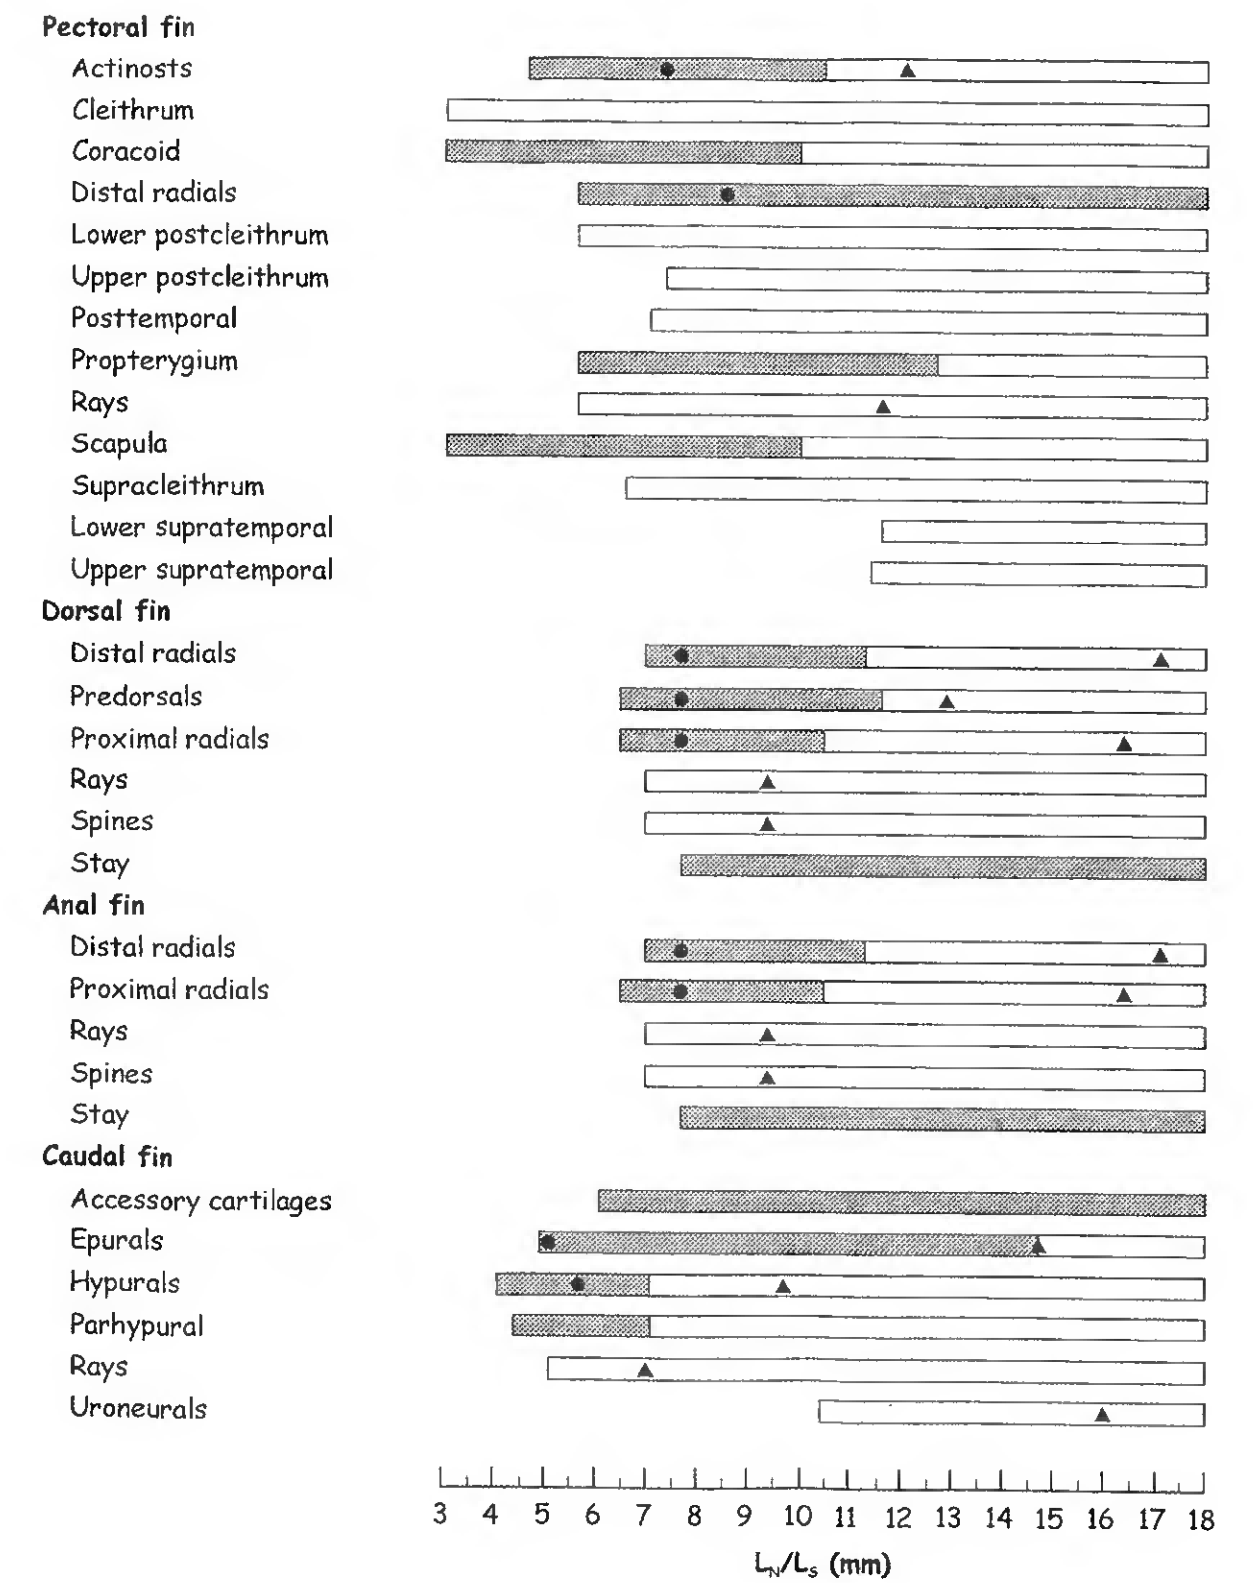 Pectoral fin
Actinosts
Cleithrum
Coracoid
Distal radials
Lower postcleithrum
Upper postcleithrum
Posttemporal
Propterygium
Rays
Scapula
Supracleithrum
Lower supratemporal
Upper supratemporal
Dorsal fin
Distal radials
Predorsals
Proximal radials
Rays
Spines
Stay
Anal fin
Distal radials
Proximal radials
Rays
Spines
Stay
Caudal fin
Accessory cartilages
Epurals
Hypurals
Parhypural
Rays
Uroneurals
3 4 5 6 7 8 9 10 11 12 13 14 15 16 17 18
LN/LS (mm)